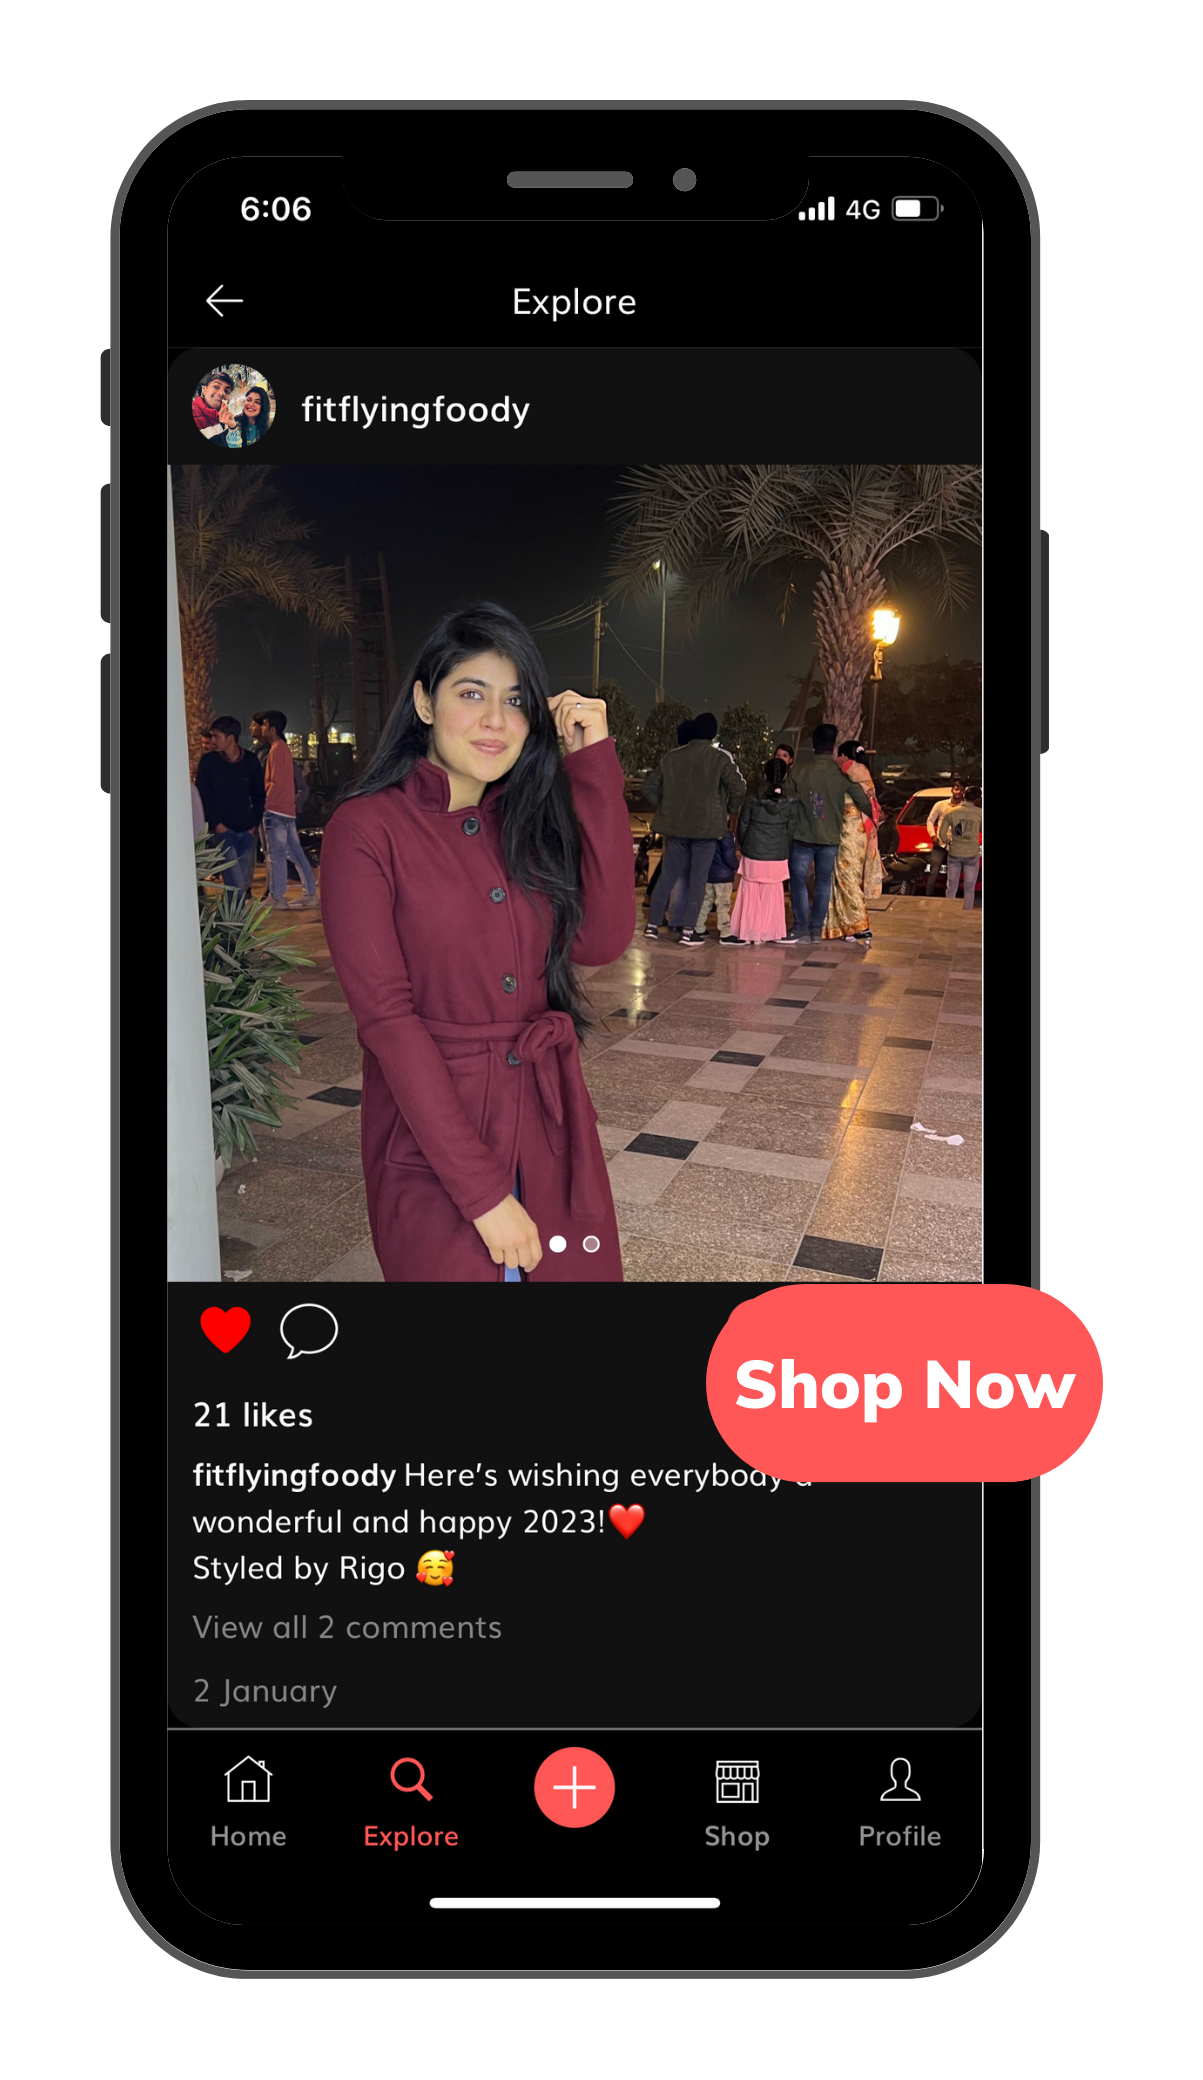 6:06
4G
Explore
fitflyingfoody
Shop Now
21 likes
fitflyingfoody Here's wishing everybody a
wonderful and happy 2023!❤️
Styled by Rigo 🥰
View all 2 comments
2 January
Home
Explore
Shop
Profile